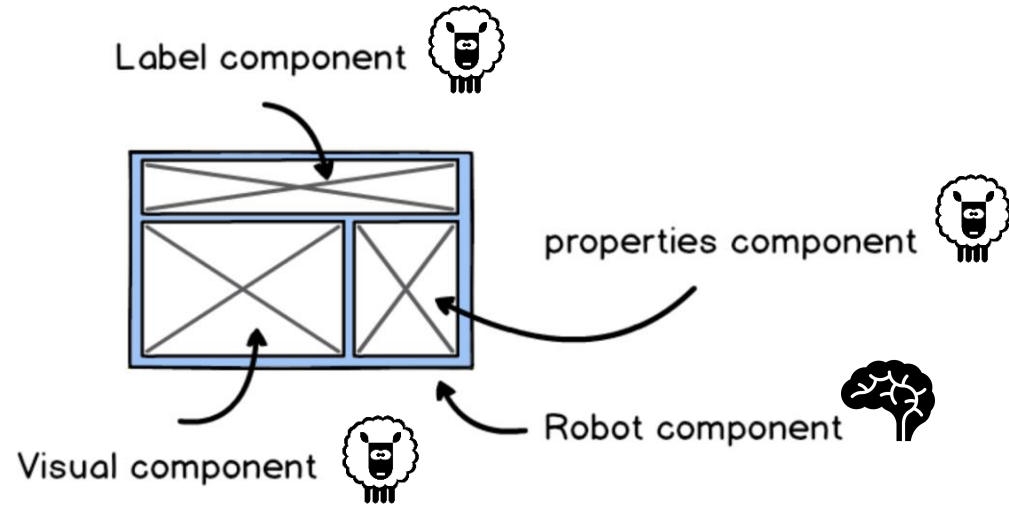 Label component
properties component
Robot component
Visual component